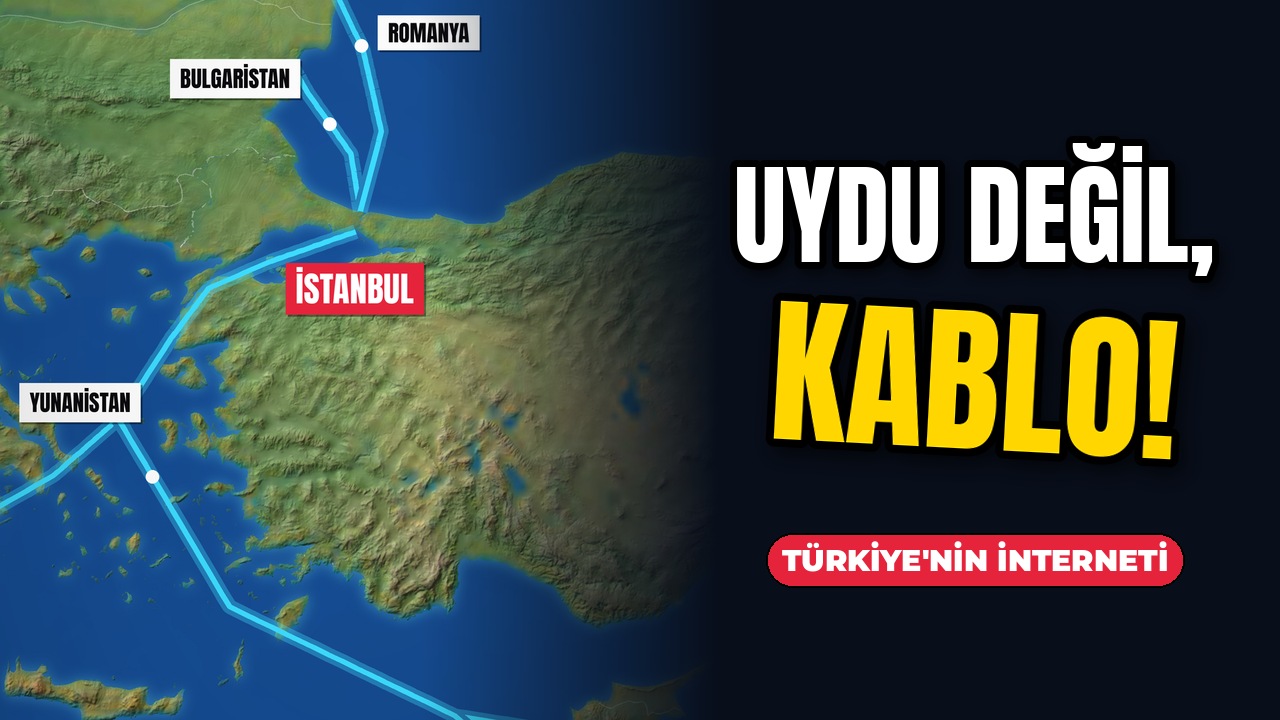 ROMANYA
BULGARİSTAN
İSTANBUL
YUNANİSTAN
UYDU DEĞİL,
KABLO!
TÜRKİYE'NİN İNTERNETİ